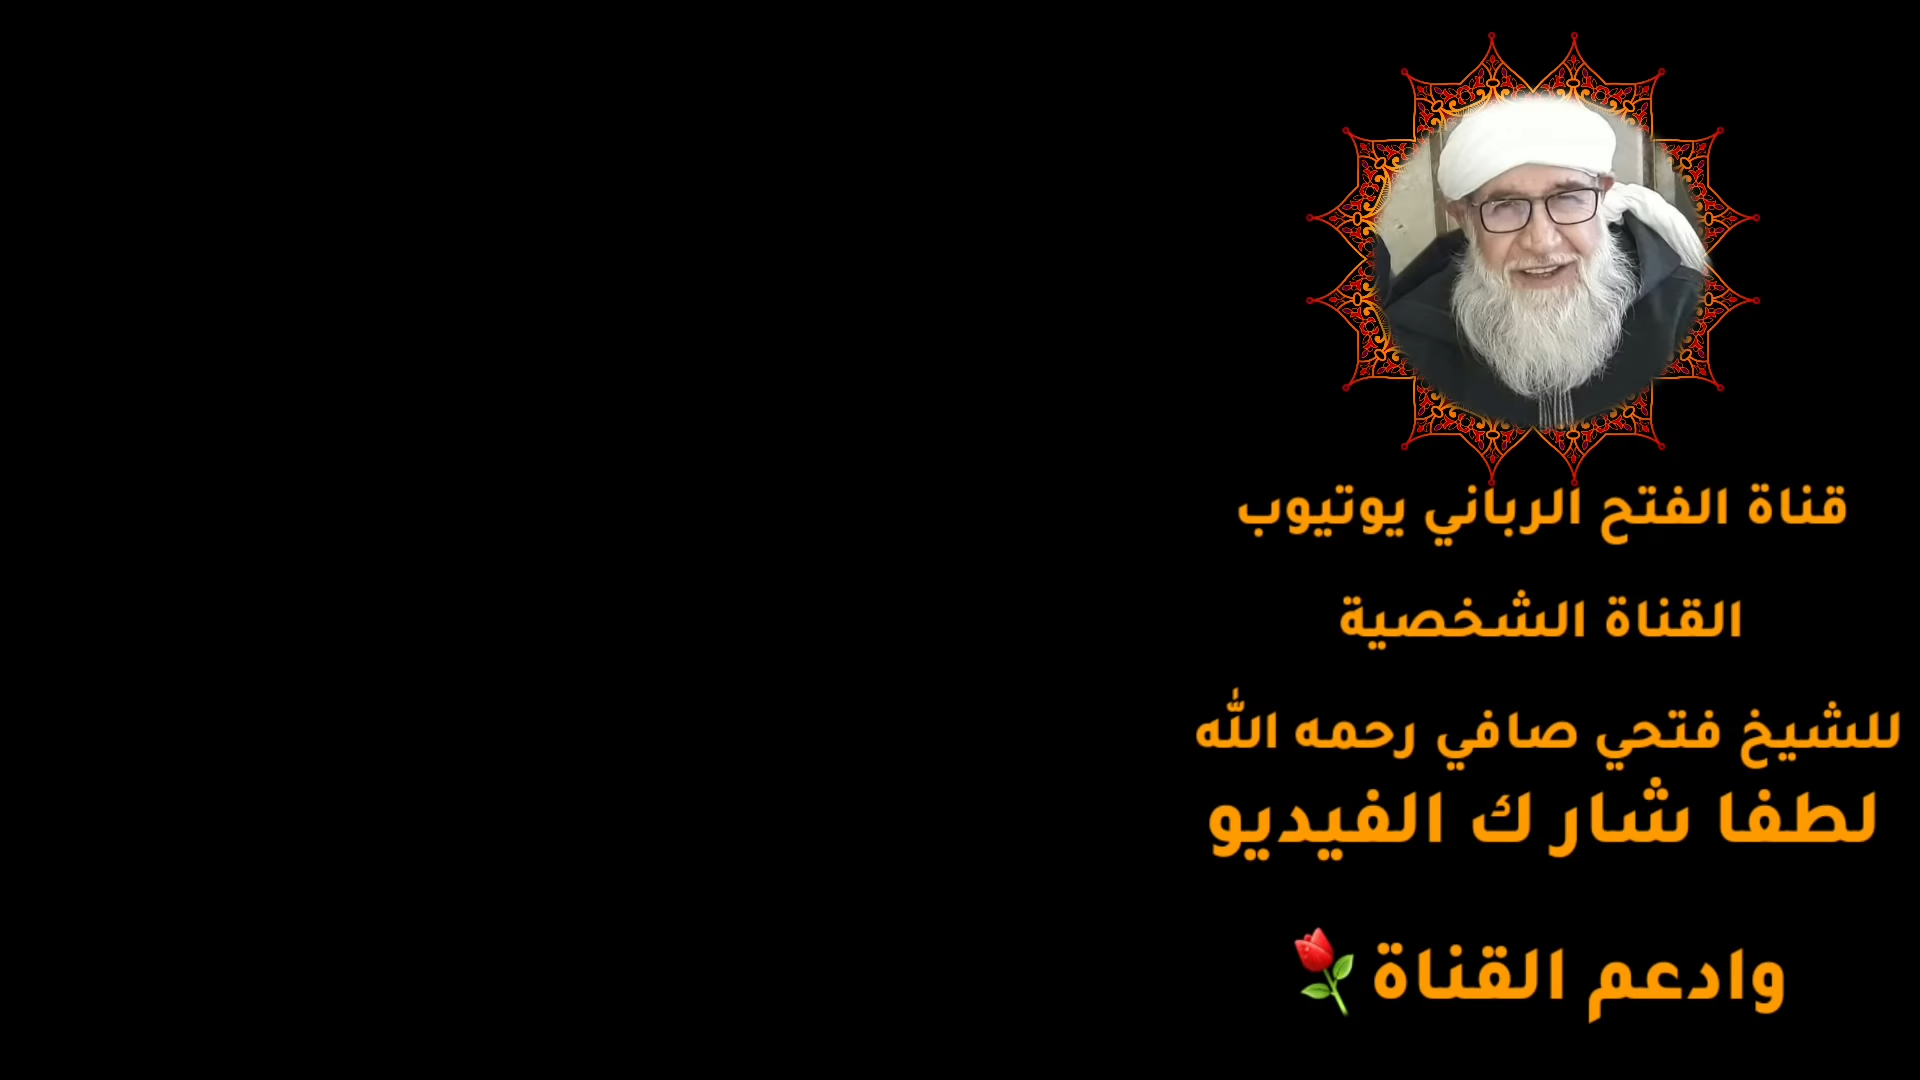 قناة الفتح الرباني يوتيوب
القناة الشخصية
للشيخ فتحي صافي رحمه الله
لطفا شارك الفيديو
وادعم القناة🌹